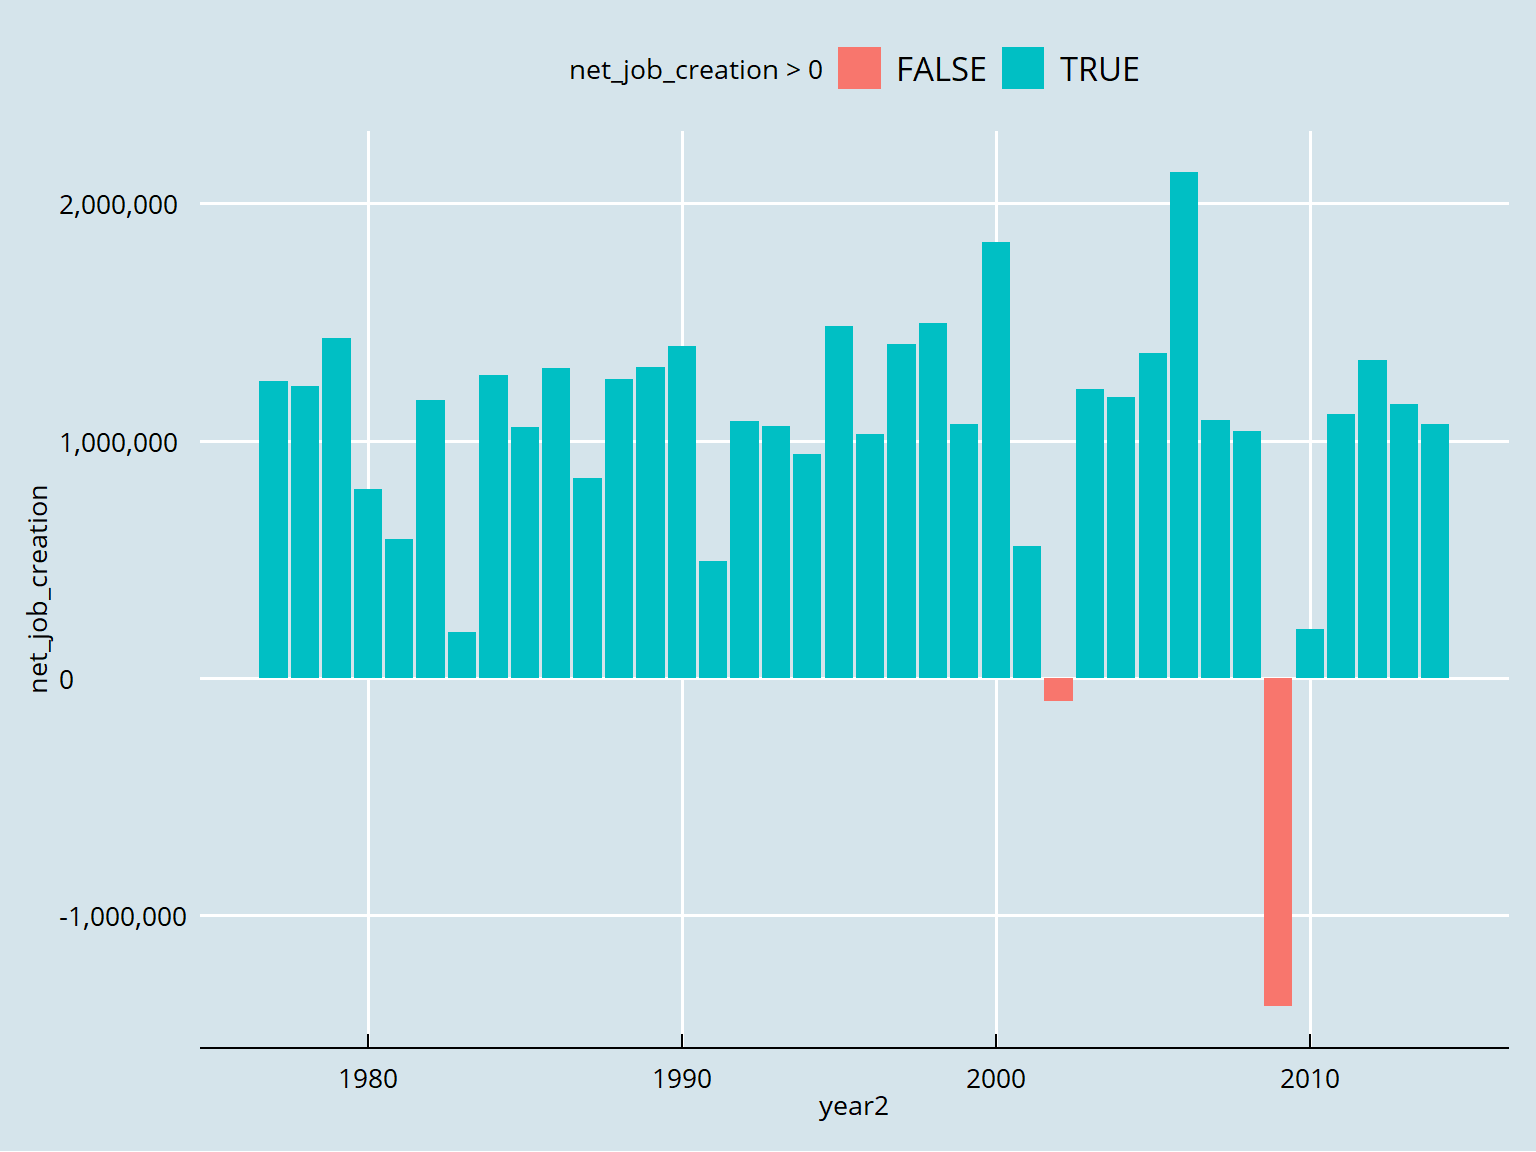 net_job_creation > 0 FALSE TRUE
2,000,000
1,000,000
0
-1,000,000
net_job_creation
1980 1990 2000 2010
year2